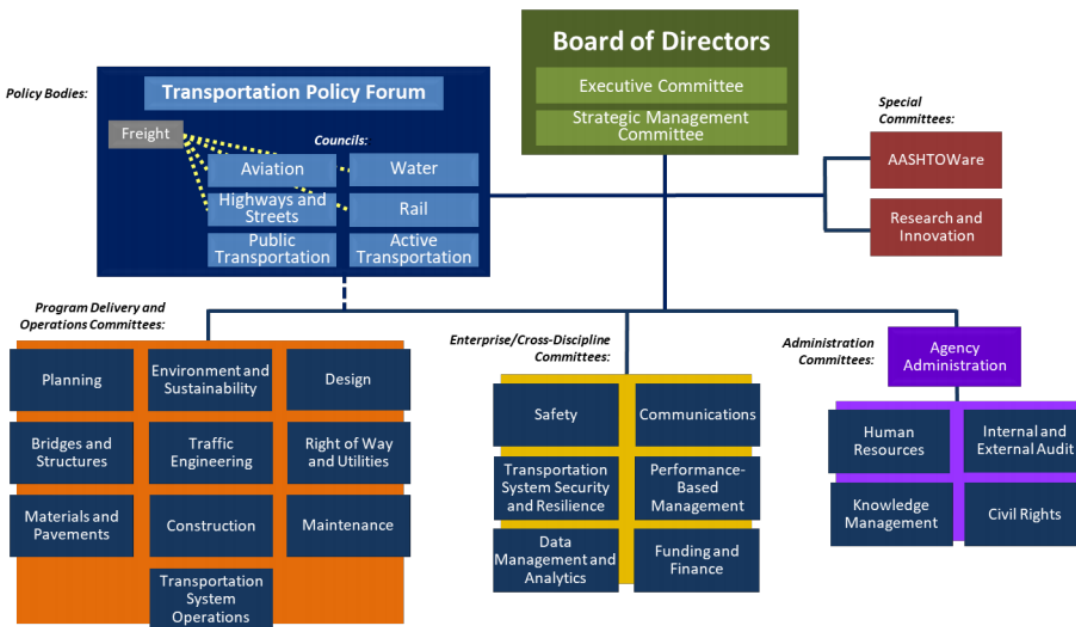 Board of Directors
Executive Committee
Strategic Management
Committee
Policy Bodies:
Transportation Policy Forum
Freight
Councils:
Aviation
Water
Highways and
Streets
Rail
Public
Transportation
Active
Transportation
Special
Committees:
AASHTOWare
Research and
Innovation
Program Delivery and
Operations Committees:
Planning
Environment and
Sustainability
Design
Bridges and
Structures
Traffic
Engineering
Right of Way
and Utilities
Materials and
Pavements
Construction
Maintenance
Transportation
System
Operations
Enterprise/Cross-Discipline
Committees:
Safety
Communications
Transportation
System Security
and Resilience
Performance-
Based
Management
Data
Management and
Analytics
Funding and
Finance
Administration
Committees:
Agency
Administration
Human
Resources
Internal and
External Audit
Knowledge
Management
Civil Rights